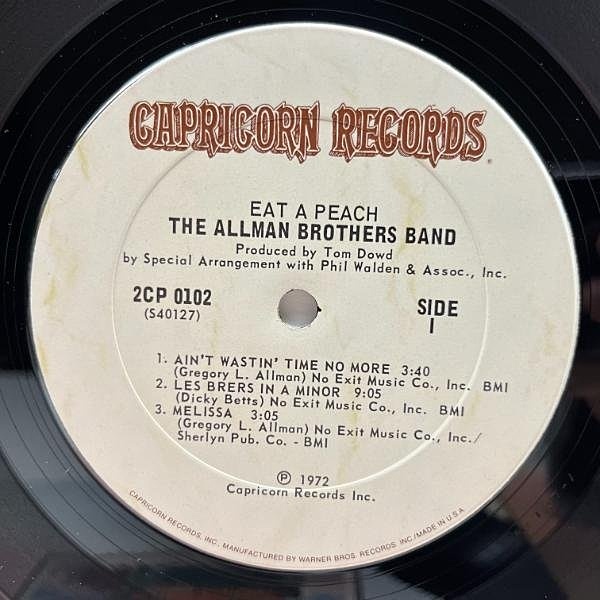 CAPRICORN RECORDS
EAT A PEACH
THE ALLMAN BROTHERS BAND
Produced by Tom Dowd
by Special Arrangement with Phil Walden & Assoc., Inc.
2CP 0102
(S40127)
SIDE
1
1. AIN'T WASTIN' TIME NO MORE 3:40
(Gregory L. Allman) No Exit Music Co., Inc. BMI
2. LES BRERS IN A MINOR 9:05
(Dicky Betts) No Exit Music Co., Inc. BMI
3. MELISSA 3:05
(Gregory L. Allman) No Exit Music Co., Inc./
Sherlyn Pub. Co. - BMI
℗ 1972
Capricorn Records Inc.
CAPRICORN RECORDS, INC. MANUFACTURED BY WARNER BROS. RECORDS, INC./MADE IN U.S.A.